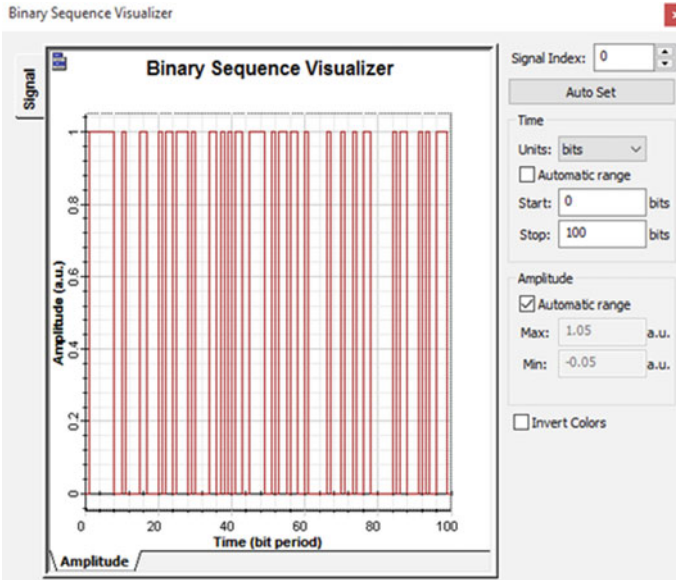 Binary Sequence Visualizer
x
Signal
Binary Sequence Visualizer
Amplitude (a.u.)
1
0.8
0.6
0.4
0.2
0
0 20 40 60 80 100
Time (bit period)
Amplitude
Signal Index: 0
Auto Set
Time
Units: bits
Automatic range
Start: 0 bits
Stop: 100 bits
Amplitude
Automatic range
Max: 1.05 a.u.
Min: -0.05 a.u.
Invert Colors